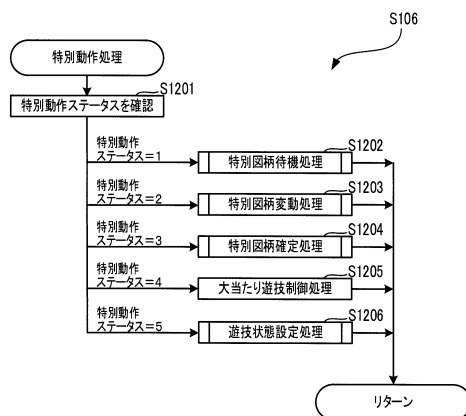 S106
特別動作処理
S1201
特別動作ステータスを確認
特別動作
ステータス=1
S1202
特別図柄待機処理
特別動作
ステータス=2
S1203
特別図柄変動処理
特別動作
ステータス=3
S1204
特別図柄確定処理
特別動作
ステータス=4
S1205
大当たり遊技制御処理
特別動作
ステータス=5
S1206
遊技状態設定処理
リターン